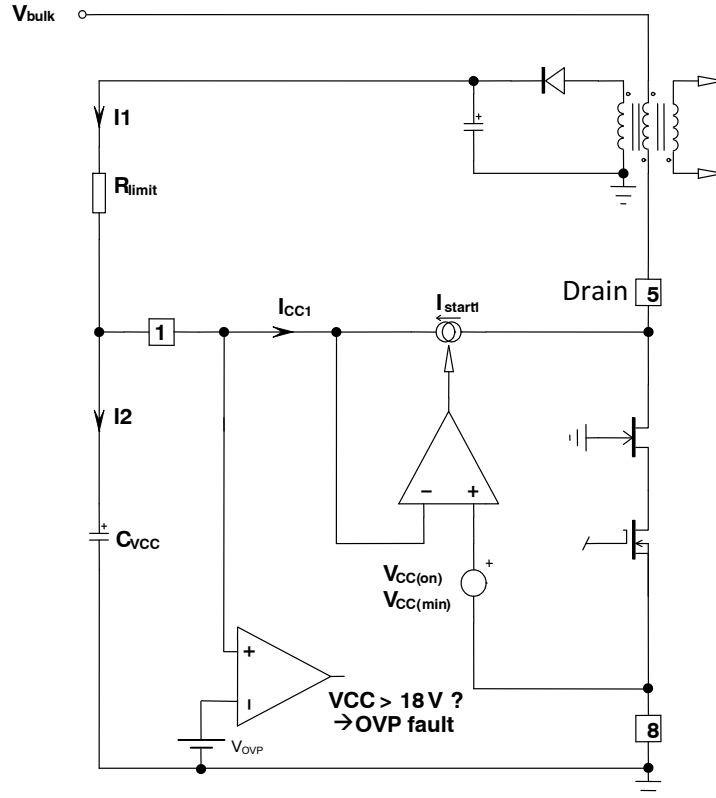 Vbulk
I1
Rlimit
Drain
5
1
ICC1
Istart1
I2
CVCC
– +
VCC(on)
VCC(min)
+
VCC > 18 V ?
→OVP fault
VOVP
8